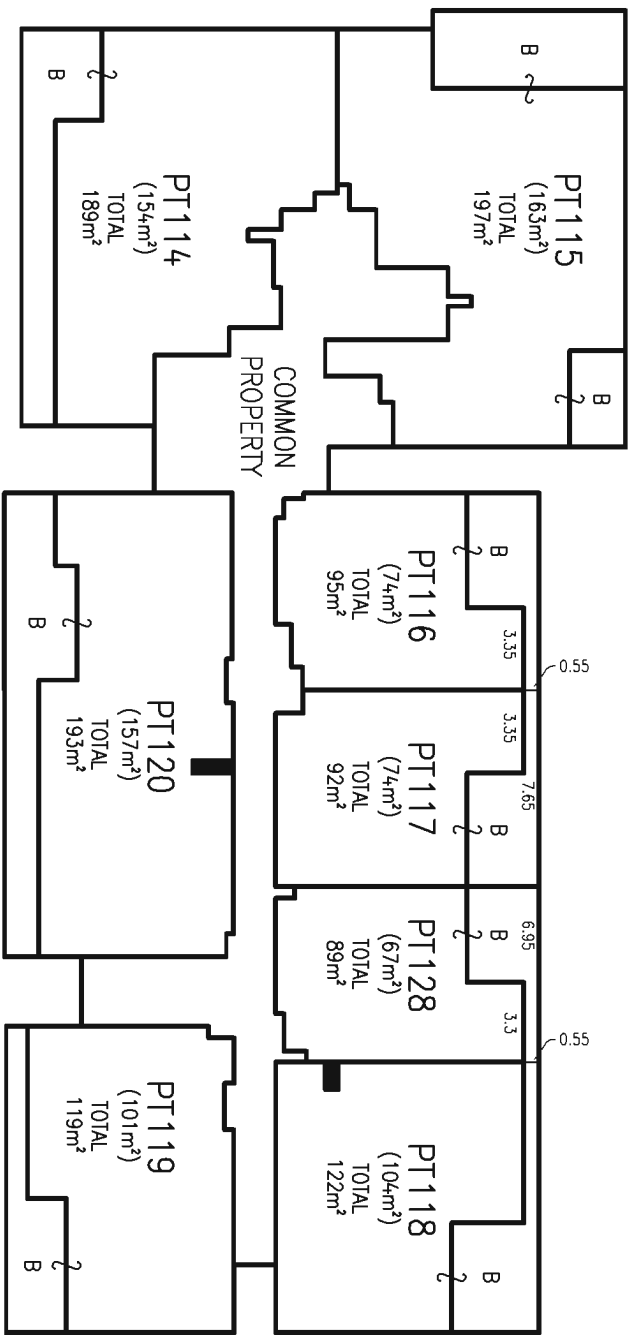 B
PT115
(163m²)
TOTAL
197m²
B
B
PT114
(154m²)
TOTAL
189m²
COMMON
PROPERTY
B
PT116
(74m²)
TOTAL
95m²
3.35
0.55
3.35
7.65
B
PT117
(74m²)
TOTAL
92m²
B
6.95
3.3
0.55
PT128
(67m²)
TOTAL
89m²
PT118
(104m²)
TOTAL
122m²
B
B
PT120
(157m²)
TOTAL
193m²
PT119
(101m²)
TOTAL
119m²
B